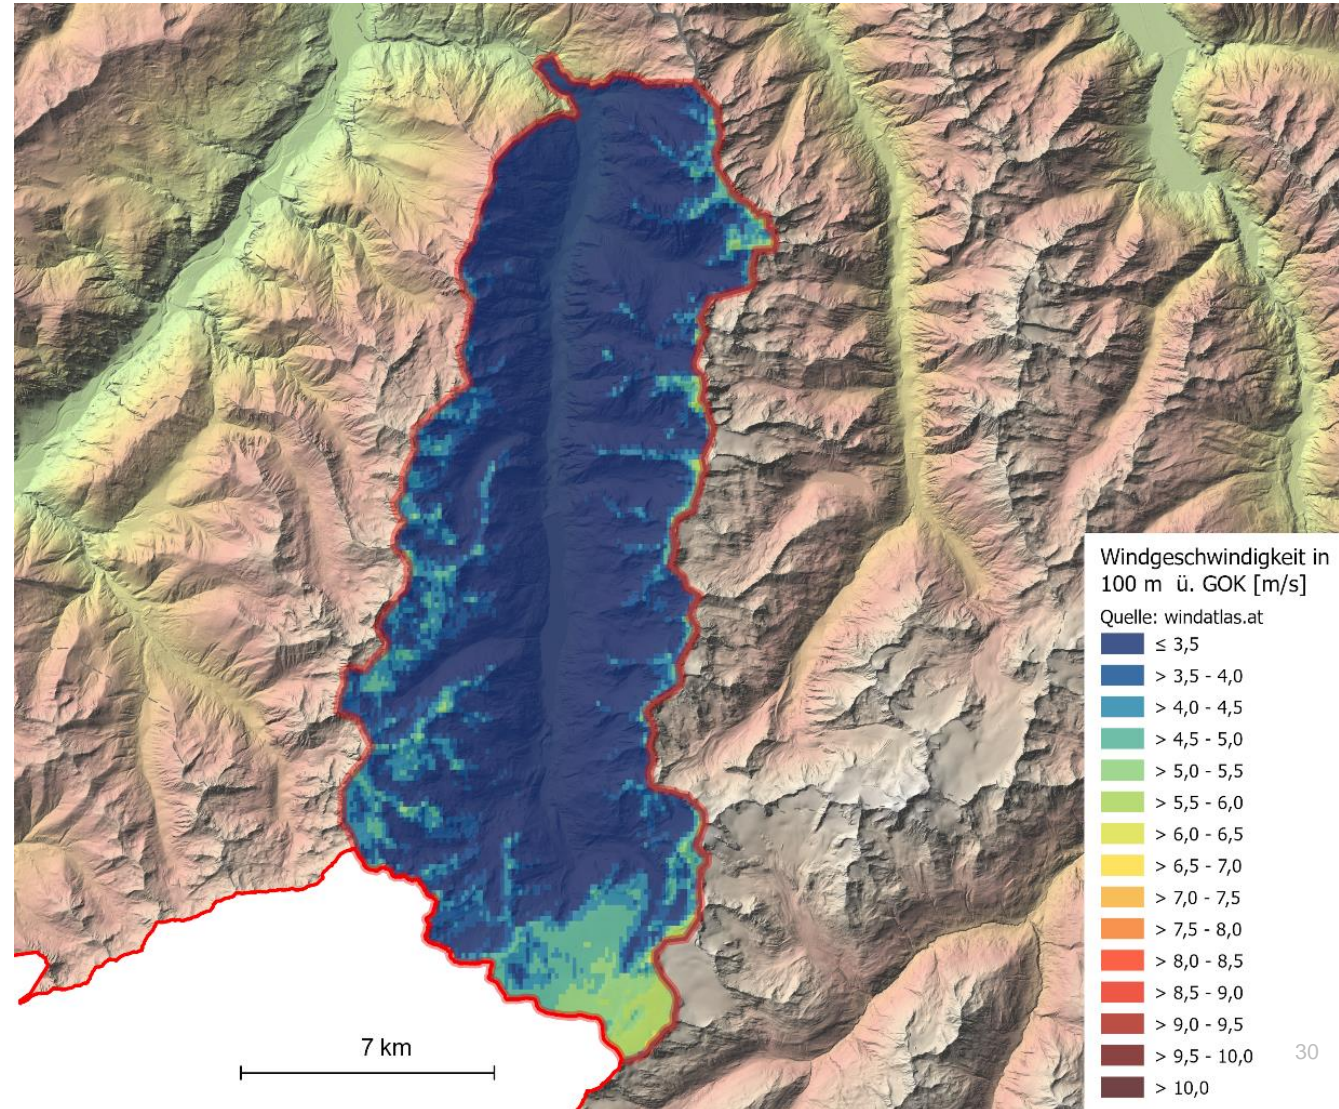 Windgeschwindigkeit in
100 m ü. GOK [m/s]
Quelle: windatlas.at
≤ 3,5
> 3,5 - 4,0
> 4,0 - 4,5
> 4,5 - 5,0
> 5,0 - 5,5
> 5,5 - 6,0
> 6,0 - 6,5
> 6,5 - 7,0
> 7,0 - 7,5
> 7,5 - 8,0
> 8,0 - 8,5
> 8,5 - 9,0
> 9,0 - 9,5
> 9,5 - 10,0
> 10,0
7 km
30